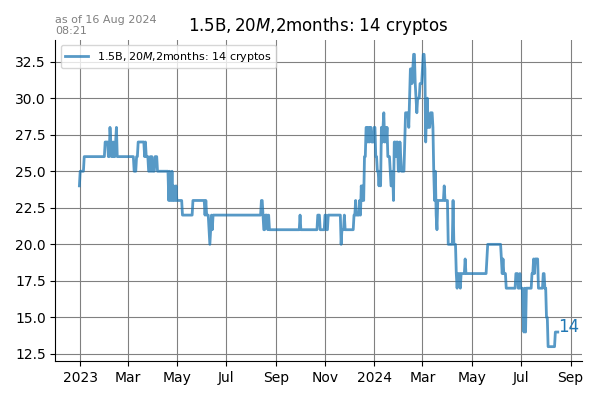 as of 16 Aug 2024
08:21
1.5B, 20M,2months: 14 cryptos
1.5B, 20M,2months: 14 cryptos
32.5
30.0
27.5
25.0
22.5
20.0
17.5
15.0
12.5
14
2023 Mar May Jul Sep Nov 2024 Mar May Jul Sep